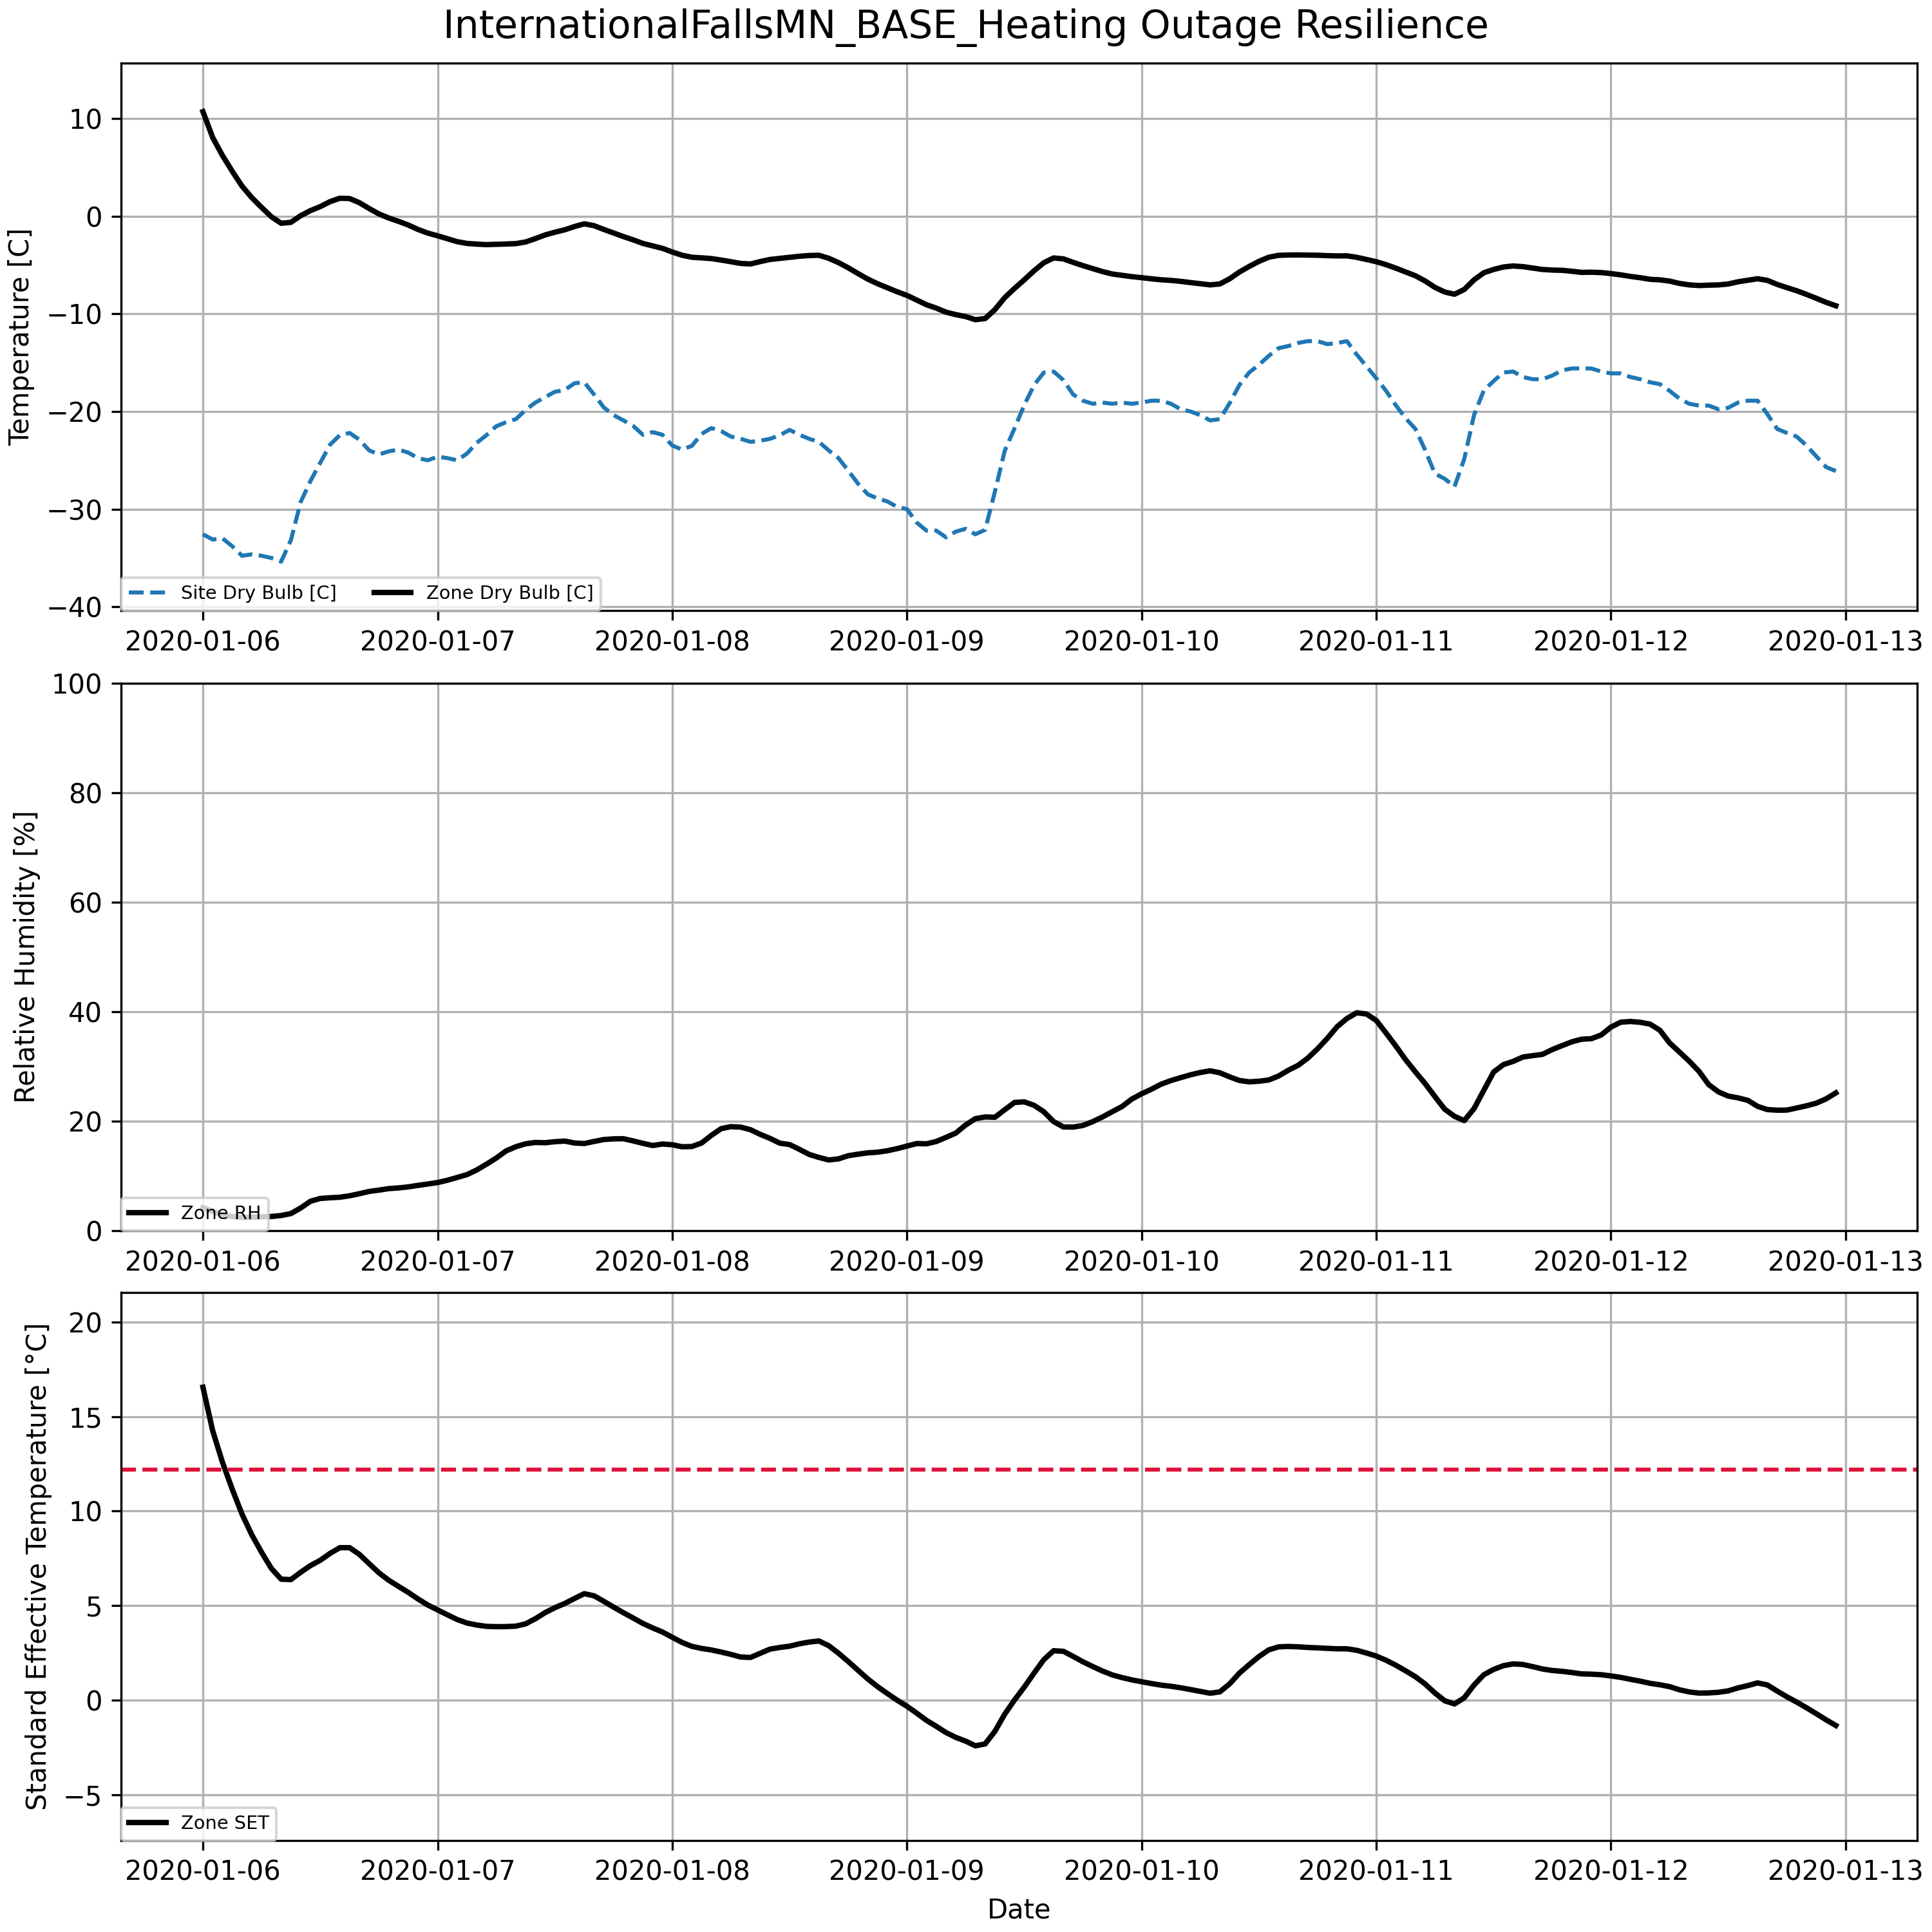 InternationalFallsMN_BASE_Heating Outage Resilience
Temperature [C]
10
0
−10
−20
−30
−40
Site Dry Bulb [C] Zone Dry Bulb [C]
2020-01-06 2020-01-07 2020-01-08 2020-01-09 2020-01-10 2020-01-11 2020-01-12 2020-01-13
Relative Humidity [%]
100
80
60
40
20
0
Zone RH
2020-01-06 2020-01-07 2020-01-08 2020-01-09 2020-01-10 2020-01-11 2020-01-12 2020-01-13
Standard Effective Temperature [°C]
20
15
10
5
0
−5
Zone SET
2020-01-06 2020-01-07 2020-01-08 2020-01-09 2020-01-10 2020-01-11 2020-01-12 2020-01-13
Date